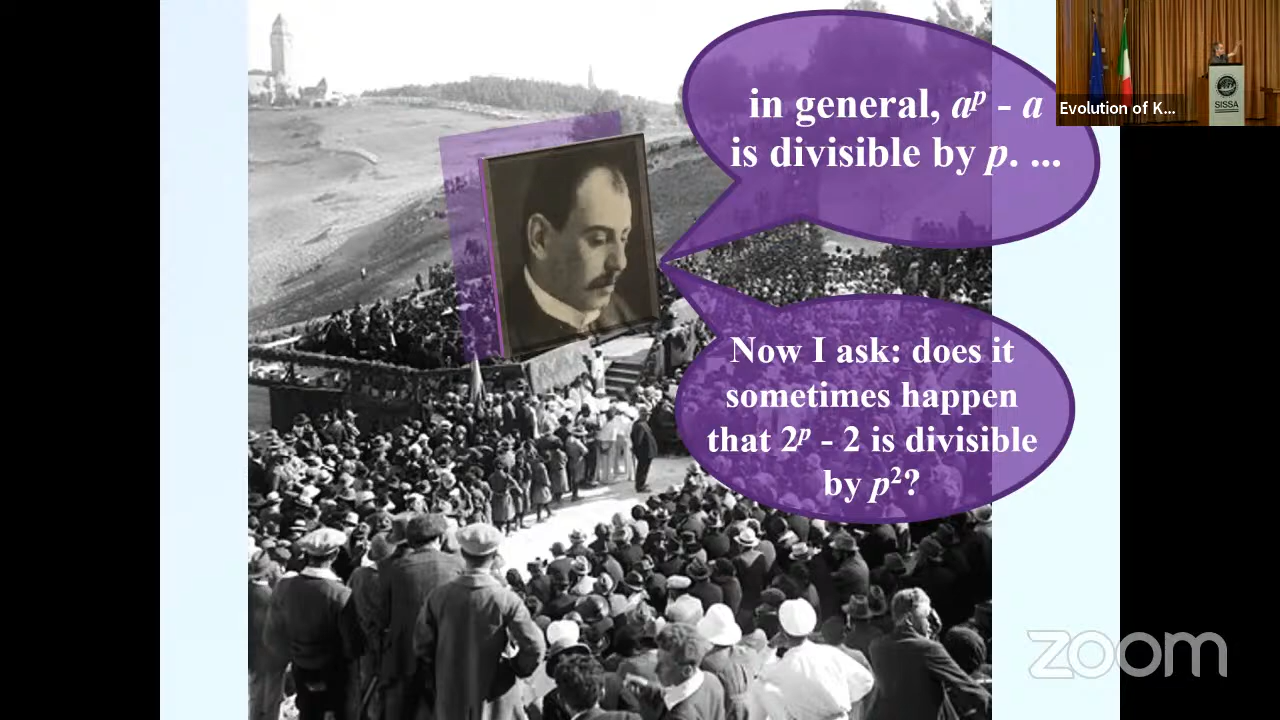 in general, aᵖ - a
is divisible by p. ...
Evolution of K...
SISSA
Now I ask: does it
sometimes happen
that 2ᵖ - 2 is divisible
by p²?
zoom